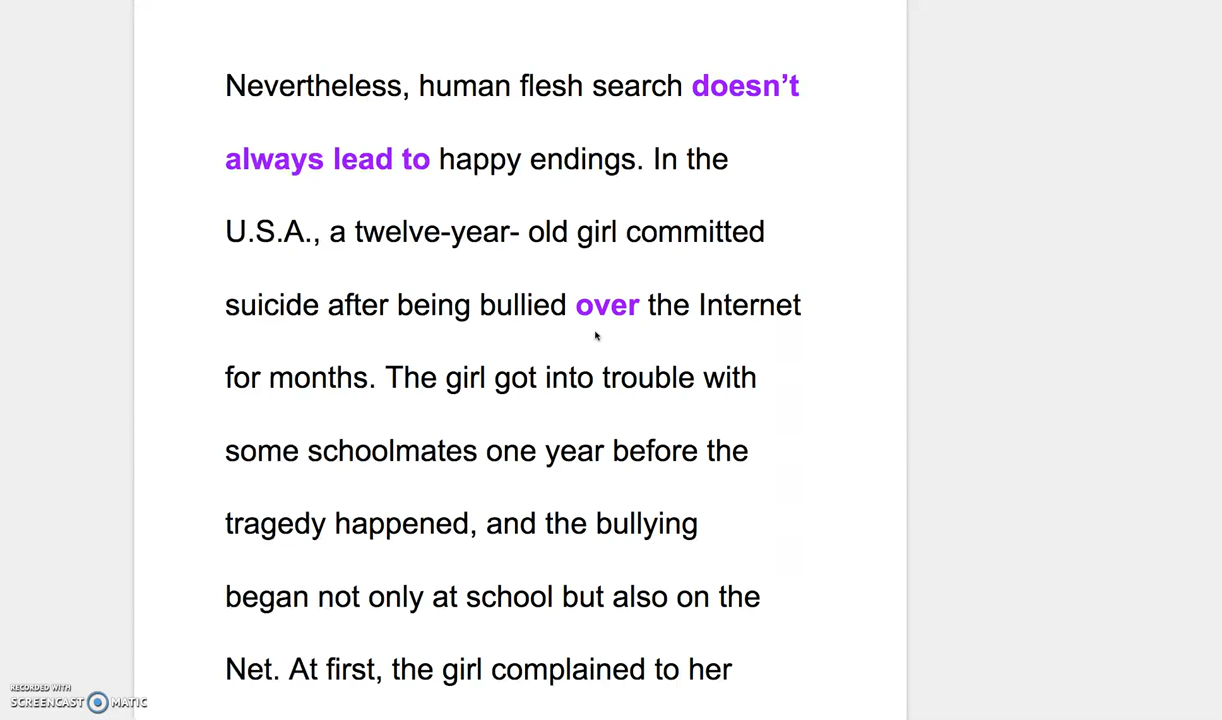 Nevertheless, human flesh search doesn’t
always lead to happy endings. In the
U.S.A., a twelve-year- old girl committed
suicide after being bullied over the Internet
for months. The girl got into trouble with
some schoolmates one year before the
tragedy happened, and the bullying
began not only at school but also on the
Net. At first, the girl complained to her
RECORDED WITH
SCREENCAST MATIC